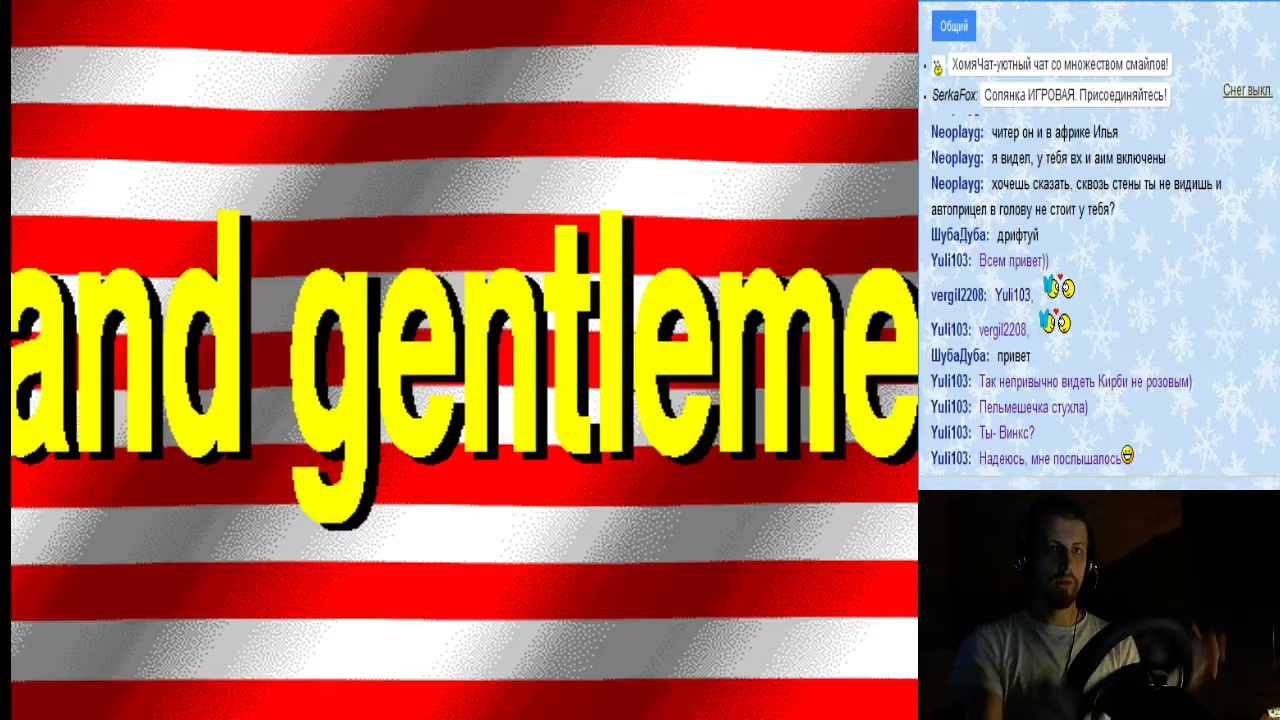 and gentleme
Общий
ХомяЧат-уютный чат со множеством смайлов!
SerkaFox: Сопянка ИГРОВАЯ. Присоединяйтесь!
Снег выкл.
Neoplayg: читер он и в африке Илья
Neoplayg: я видел, у тебя вх и аим включены
Neoplayg: хочешь сказать, сквозь стены ты не видишь и
автоприцел в голову не стоит у тебя?
ШубаДуба: дрифтуй
Yuli103: Всем привет))
vergil2208: Yuli103,
Yuli103: vergil2208,
ШубаДуба: привет
Yuli103: Так непривычно видеть Кирби не розовым)
Yuli103: Пельмешечка стухла)
Yuli103: Ты- Винкс?
Yuli103: Надеюсь, мне послышалось